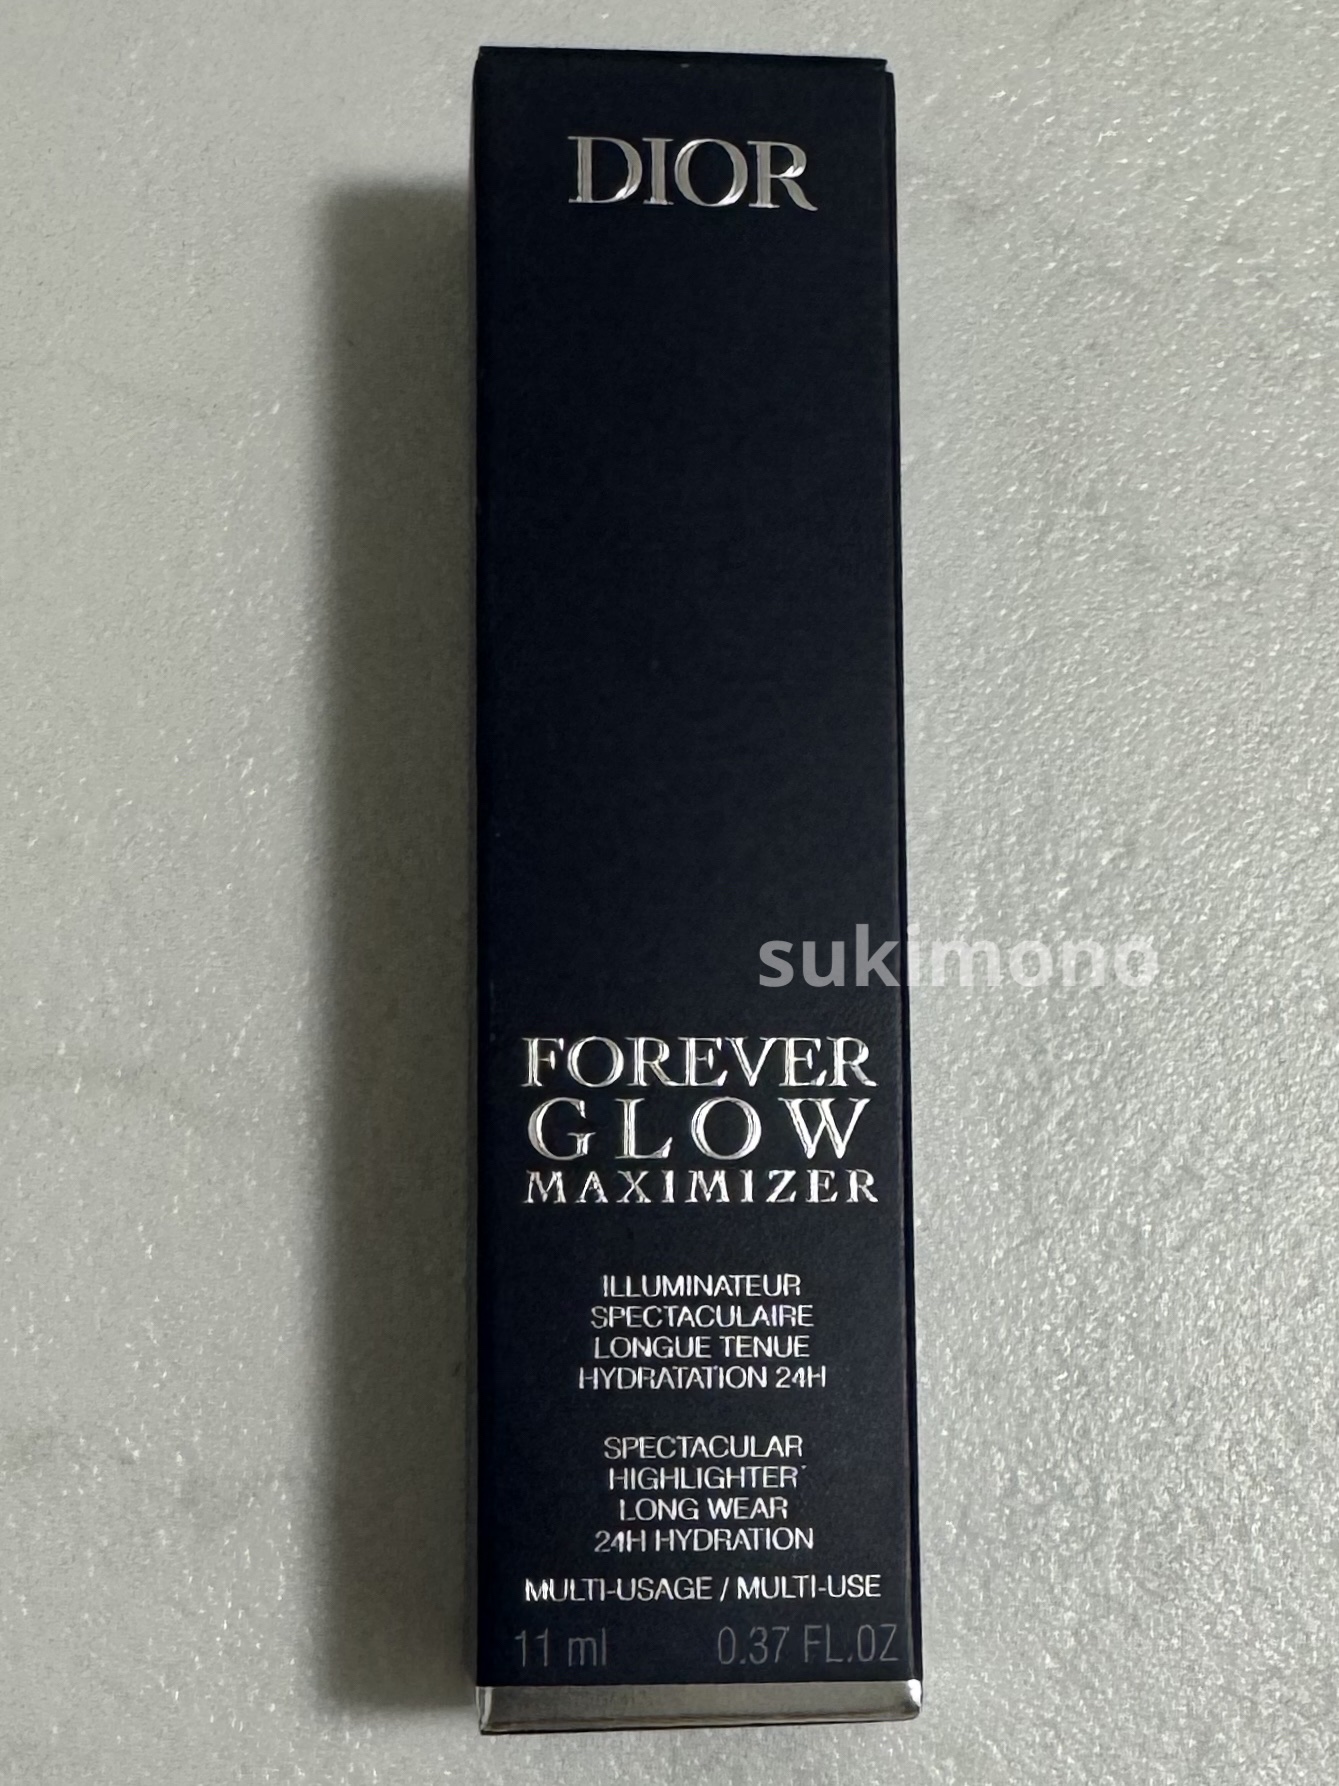 DIOR
sukimono
FOREVER
GLOW
MAXIMIZER
ILLUMINATEUR
SPECTACULAIRE
LONGUE TENUE
HYDRATATION 24H
SPECTACULAR
HIGHLIGHTER
LONG WEAR
24H HYDRATION
MULTI-USAGE / MULTI-USE
11 ml 0.37 FL.OZ